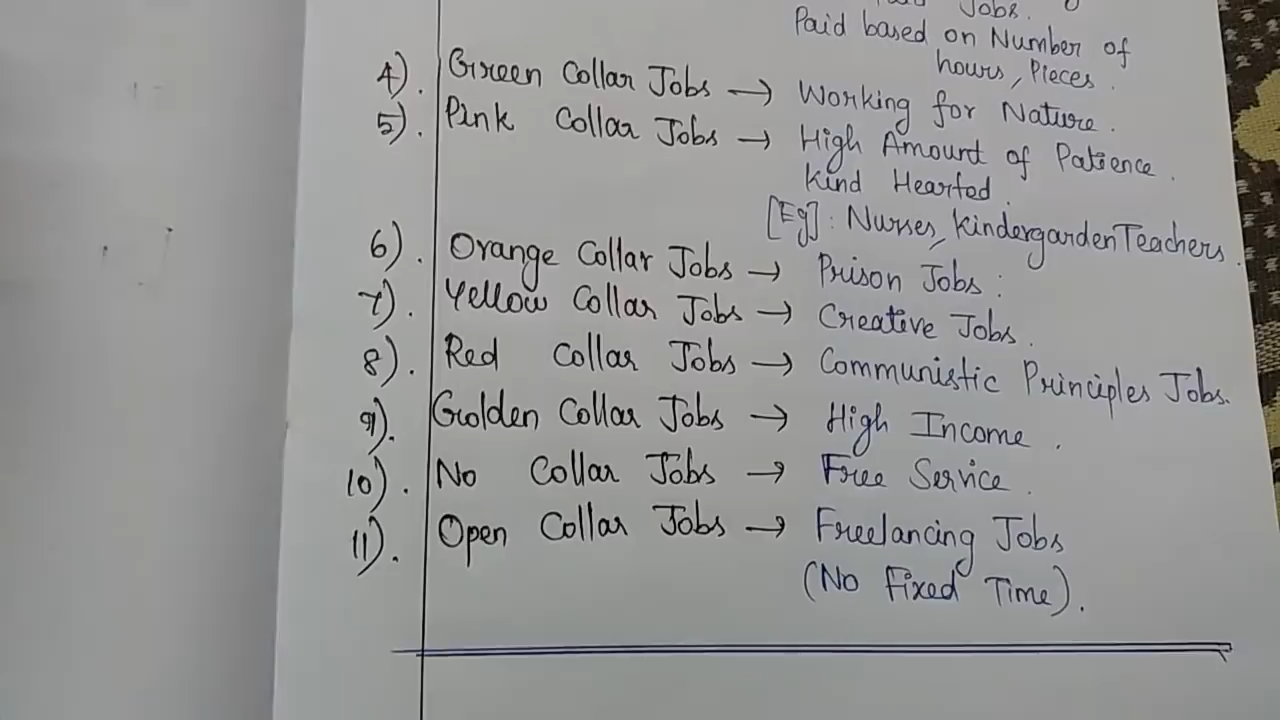 Jobs.
Paid based on Number of
hours, Pieces.
4). Green Collar Jobs → Working for Nature.
5). Pink Collar Jobs → High Amount of Patience.
Kind Hearted.
[Eg]: Nurses, Kindergarden Teachers.
6). Orange Collar Jobs → Prison Jobs:
7). Yellow Collar Jobs → Creative Jobs.
8). Red Collar Jobs → Communistic Principles Jobs.
9). Golden Collar Jobs → High Income.
10). No Collar Jobs → Free Service.
11). Open Collar Jobs → Freelancing Jobs
(No Fixed Time).